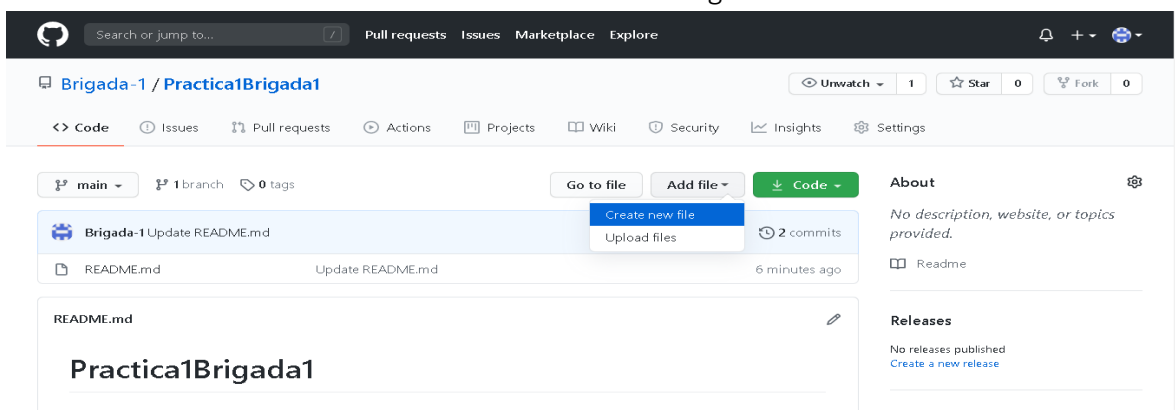 Search or jump to... / Pull requests Issues Marketplace Explore
Brigada-1 / Practica1Brigada1 Unwatch 1 Star 0 Fork 0
<> Code Issues Pull requests Actions Projects Wiki Security Insights Settings
main 1 branch 0 tags Go to file Add file Code
Create new file
Upload files
Brigada-1 Update README.md 2 commits
README.md Update README.md 6 minutes ago
README.md
Practica1Brigada1
About
No description, website, or topics
provided.
Readme
Releases
No releases published
Create a new release